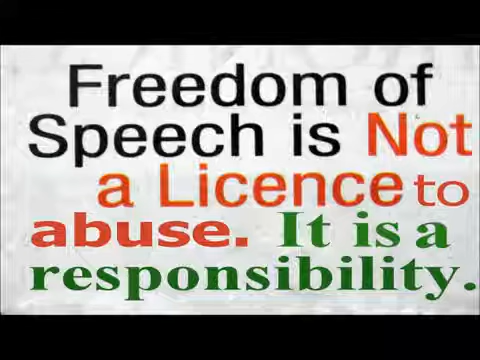 Freedom of
Speech is Not
a Licence to
abuse. It is a
responsibility.